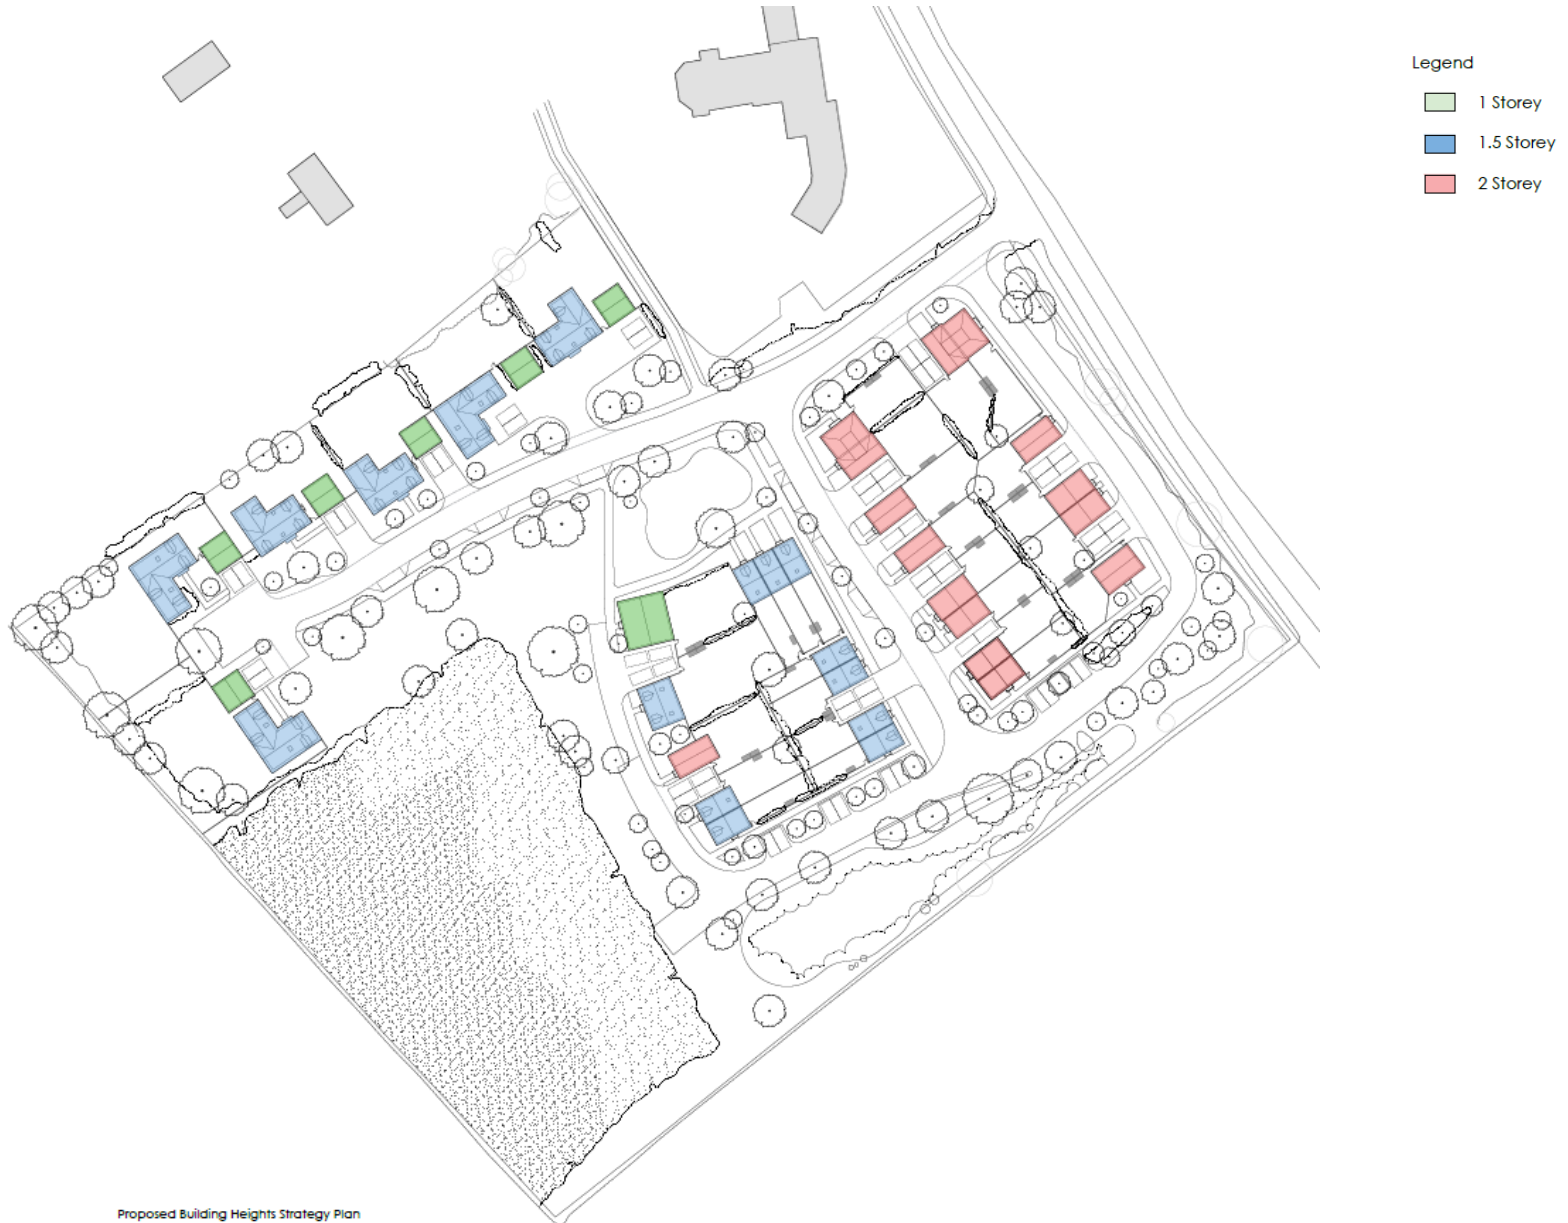 Legend
1 Storey
1.5 Storey
2 Storey
Proposed Building Heights Strategy Plan